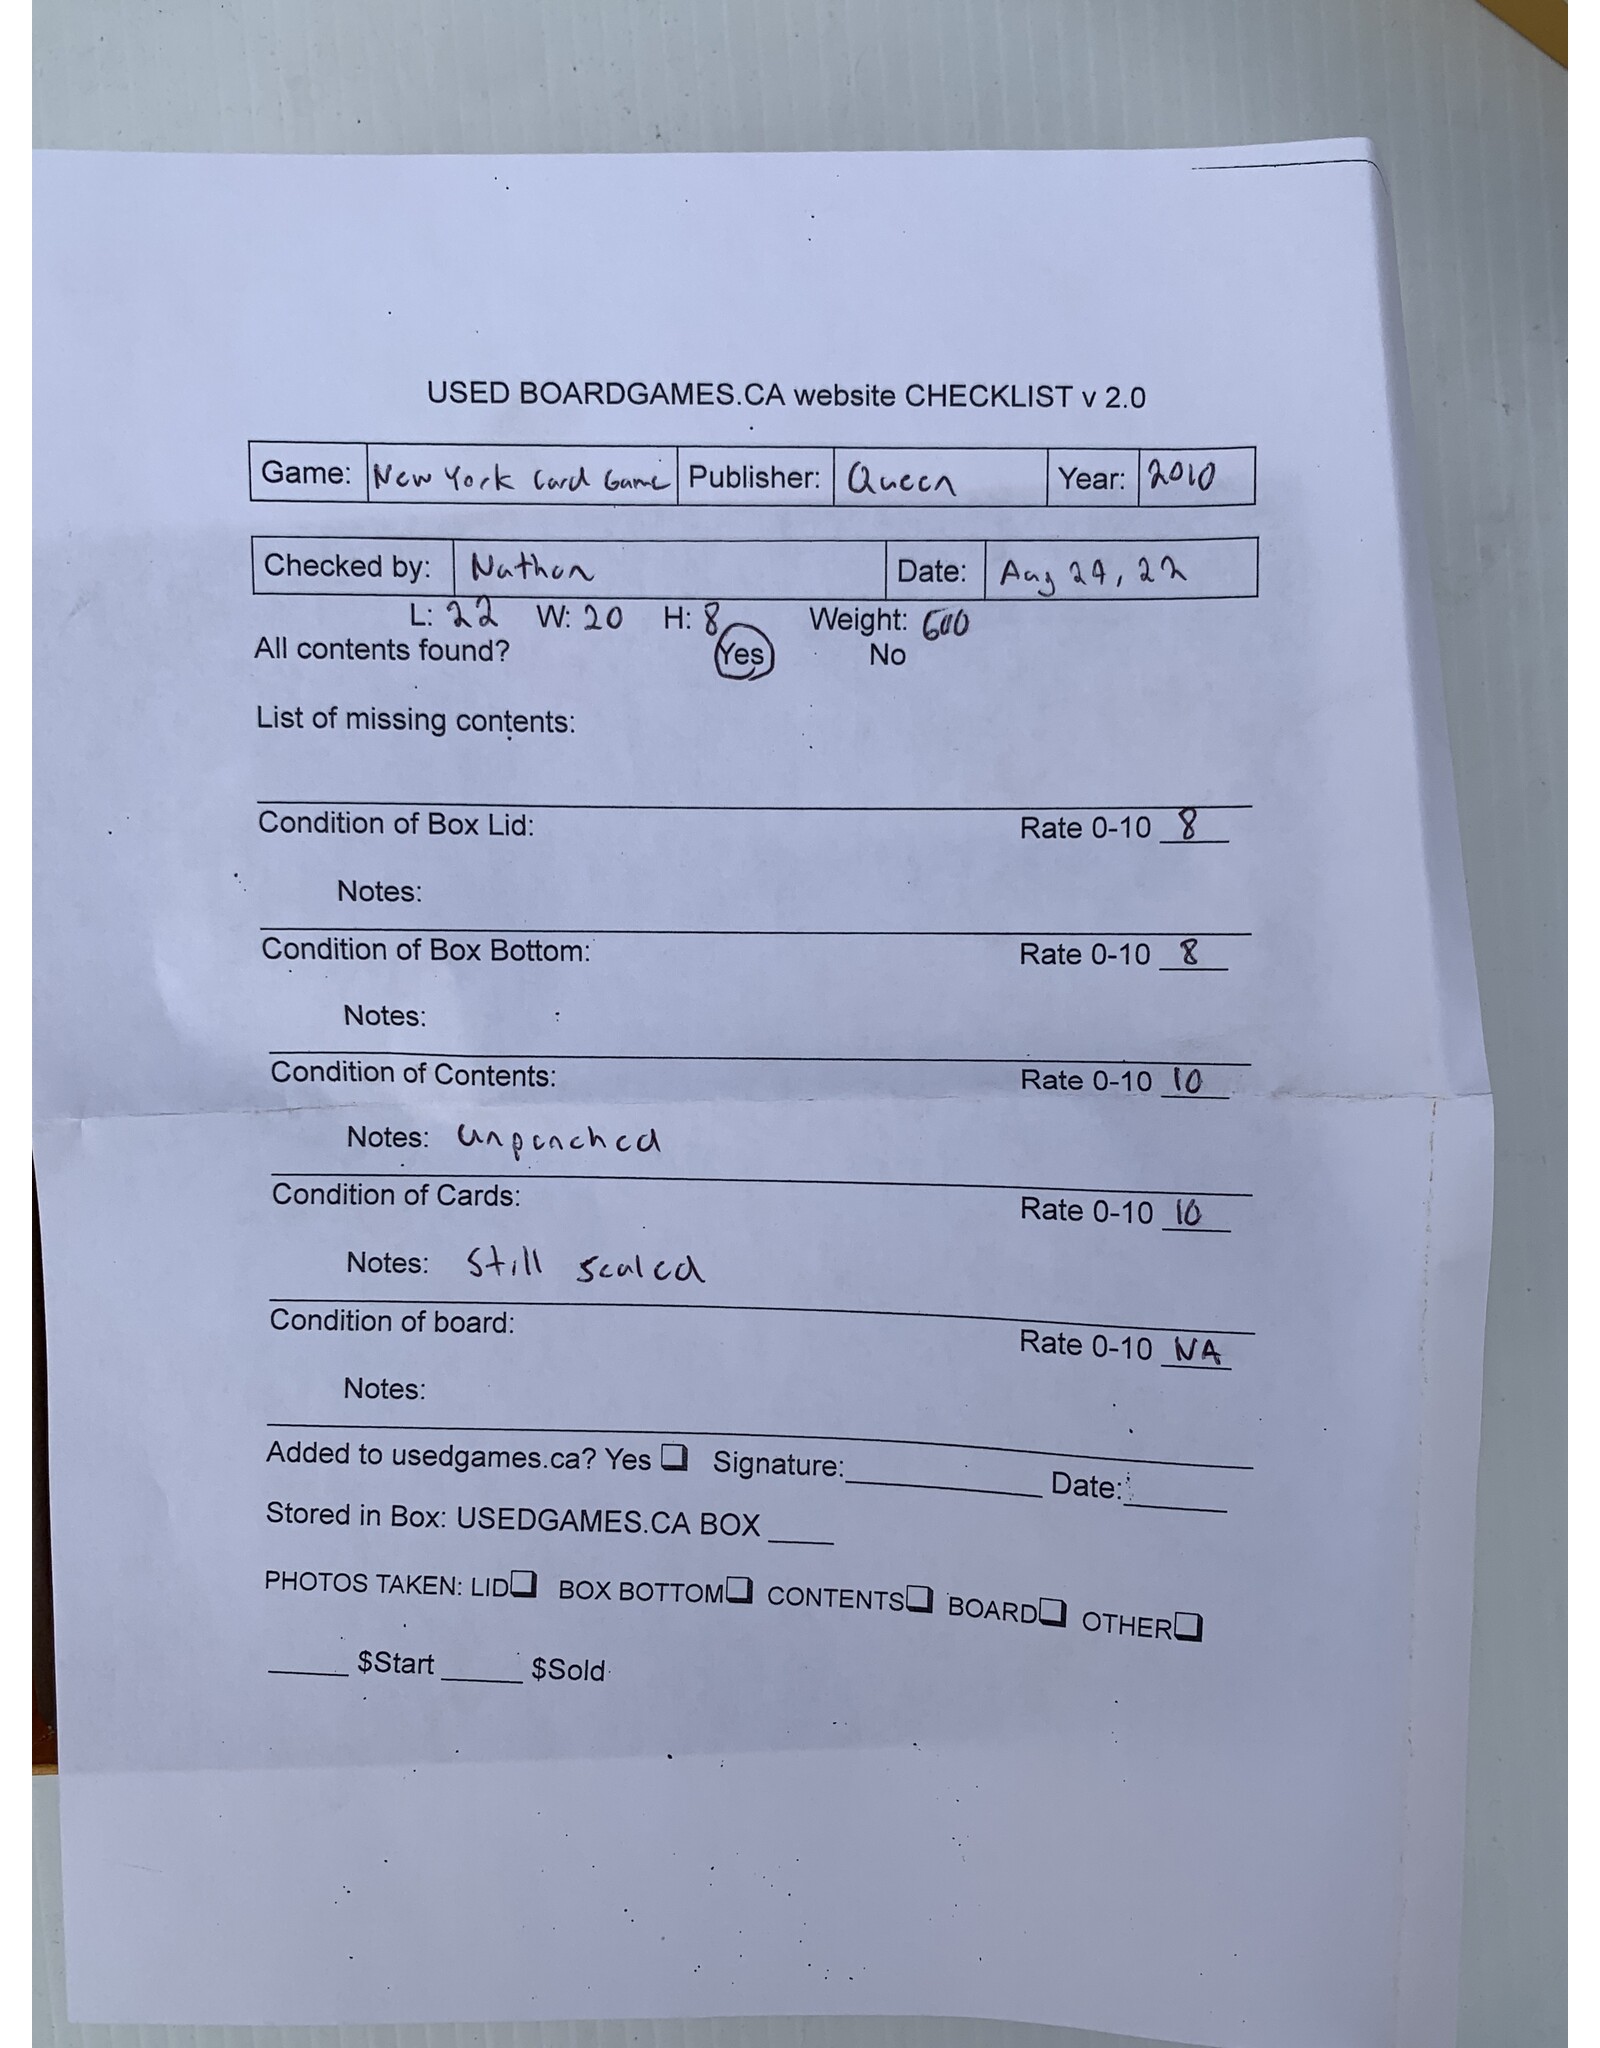 USED BOARDGAMES.CA website CHECKLIST v 2.0
Game: New York Card Game Publisher: Queen Year: 2010
Checked by: Nathan Date: Aug 24, 22
L: 22 W: 20 H: 8 Weight: 600
All contents found? Yes No
List of missing contents:
Condition of Box Lid: Rate 0-10 8
Notes:
Condition of Box Bottom: Rate 0-10 8
Notes:
Condition of Contents: Rate 0-10 10
Notes: unpunched
Condition of Cards: Rate 0-10 10
Notes: Still sealed
Condition of board: Rate 0-10 NA
Notes:
Added to usedgames.ca? Yes Signature: Date:
Stored in Box: USEDGAMES.CA BOX
PHOTOS TAKEN: LID BOX BOTTOM CONTENTS BOARD OTHER
$Start $Sold